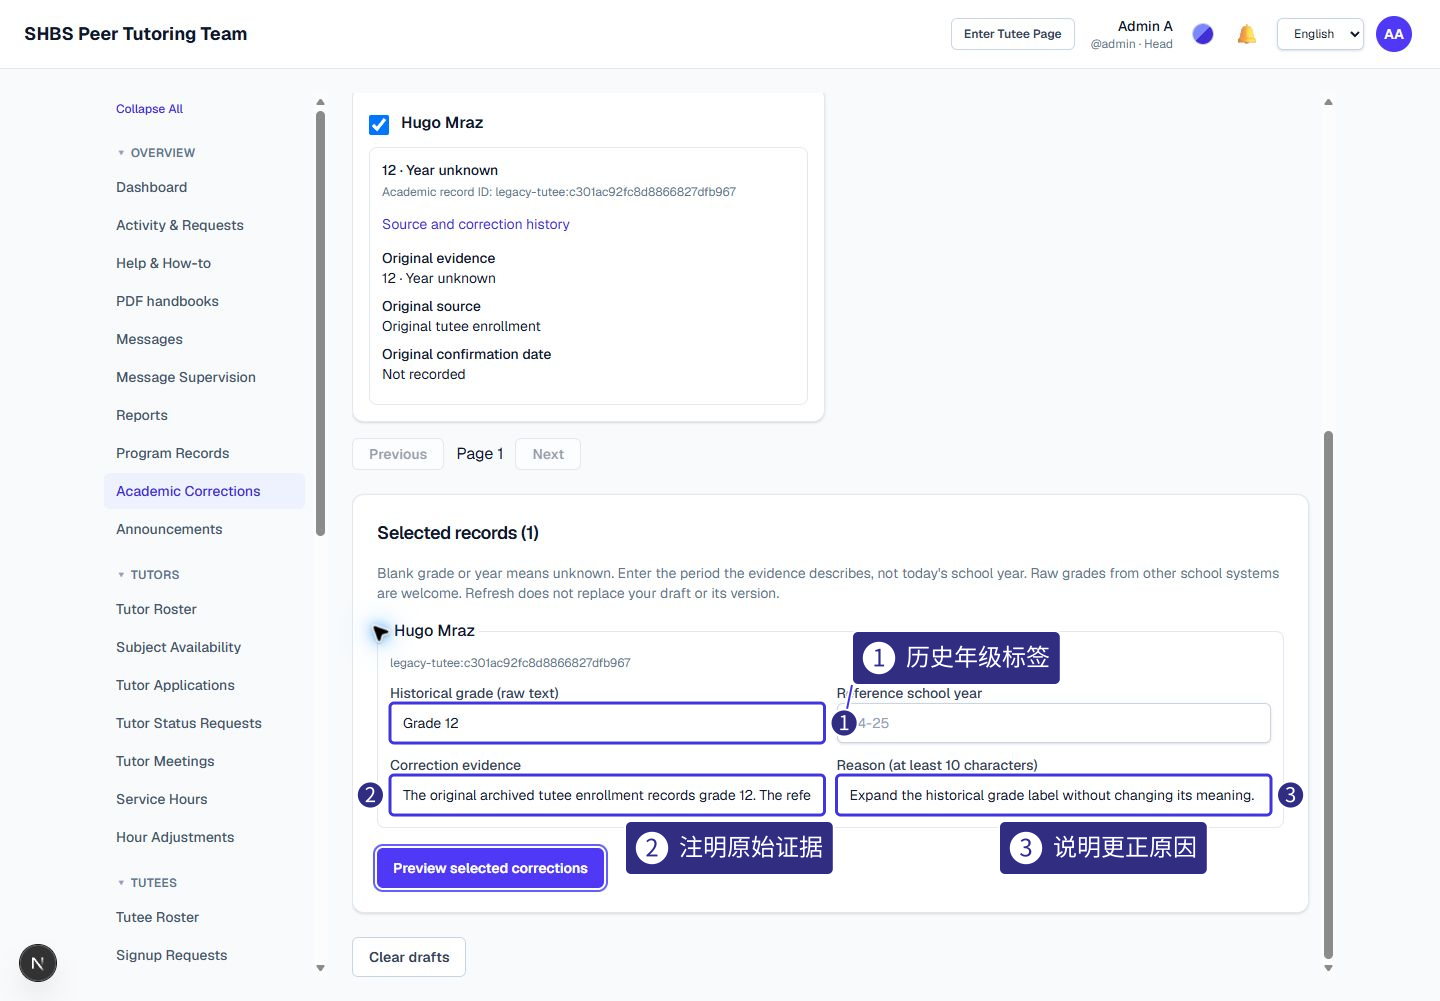 SHBS Peer Tutoring Team
Enter Tutee Page
Admin A
@admin · Head
English
AA
Collapse All
OVERVIEW
Dashboard
Activity & Requests
Help & How-to
PDF handbooks
Messages
Message Supervision
Reports
Program Records
Academic Corrections
Announcements
TUTORS
Tutor Roster
Subject Availability
Tutor Applications
Tutor Status Requests
Tutor Meetings
Service Hours
Hour Adjustments
TUTEES
Tutee Roster
Signup Requests
N
Hugo Mraz
12 · Year unknown
Academic record ID: legacy-tutee:c301ac92fc8d8866827dfb967
Source and correction history
Original evidence
12 · Year unknown
Original source
Original tutee enrollment
Original confirmation date
Not recorded
Previous
Page 1
Next
Selected records (1)
Blank grade or year means unknown. Enter the period the evidence describes, not today's school year. Raw grades from other school systems
are welcome. Refresh does not replace your draft or its version.
Hugo Mraz
1 历史年级标签
legacy-tutee:c301ac92fc8d8866827dfb967
Historical grade (raw text)
Reference school year
Grade 12
1
4-25
Correction evidence
Reason (at least 10 characters)
2
The original archived tutee enrollment records grade 12. The refe
Expand the historical grade label without changing its meaning.
3
2 注明原始证据
3 说明更正原因
Preview selected corrections
Clear drafts